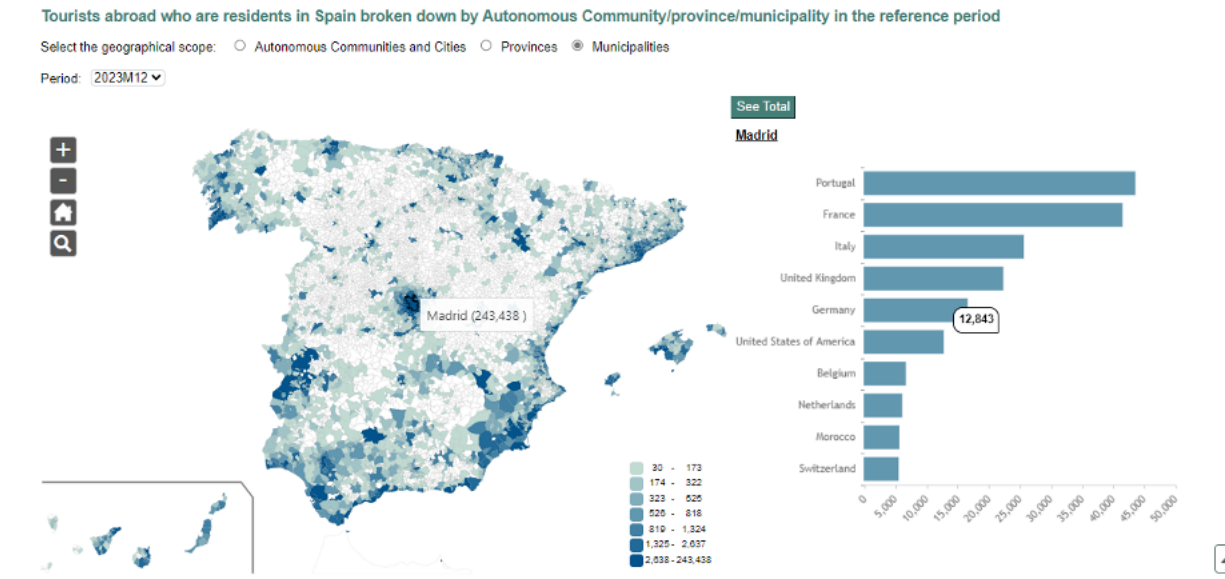 Tourists abroad who are residents in Spain broken down by Autonomous Community/province/municipality in the reference period
Select the geographical scope: Autonomous Communities and Cities Provinces Municipalities
Period: 2023M12
See Total
Madrid
+
-
Madrid (243,438 )
Portugal
France
Italy
United Kingdom
Germany
12,843
United States of America
Belgium
Netherlands
Morocco
Switzerland
0
5,000
10,000
15,000
20,000
25,000
30,000
35,000
40,000
45,000
50,000
30 - 173
174 - 322
323 - 525
526 - 818
819 - 1,324
1,325- 2,637
2,638 - 243,438